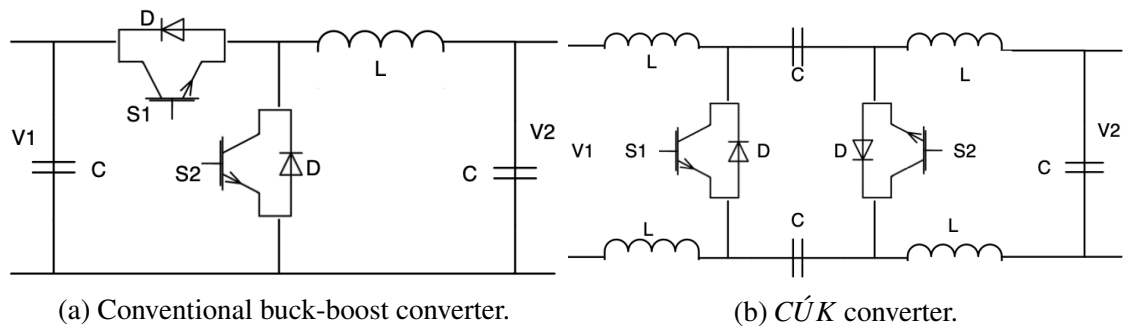 D
L
S1
V1
C
S2
D
C
V2
(a) Conventional buck-boost converter.
L
C
L
V1
S1
D
D
S2
V2
C
L
C
L
(b) CÚK converter.